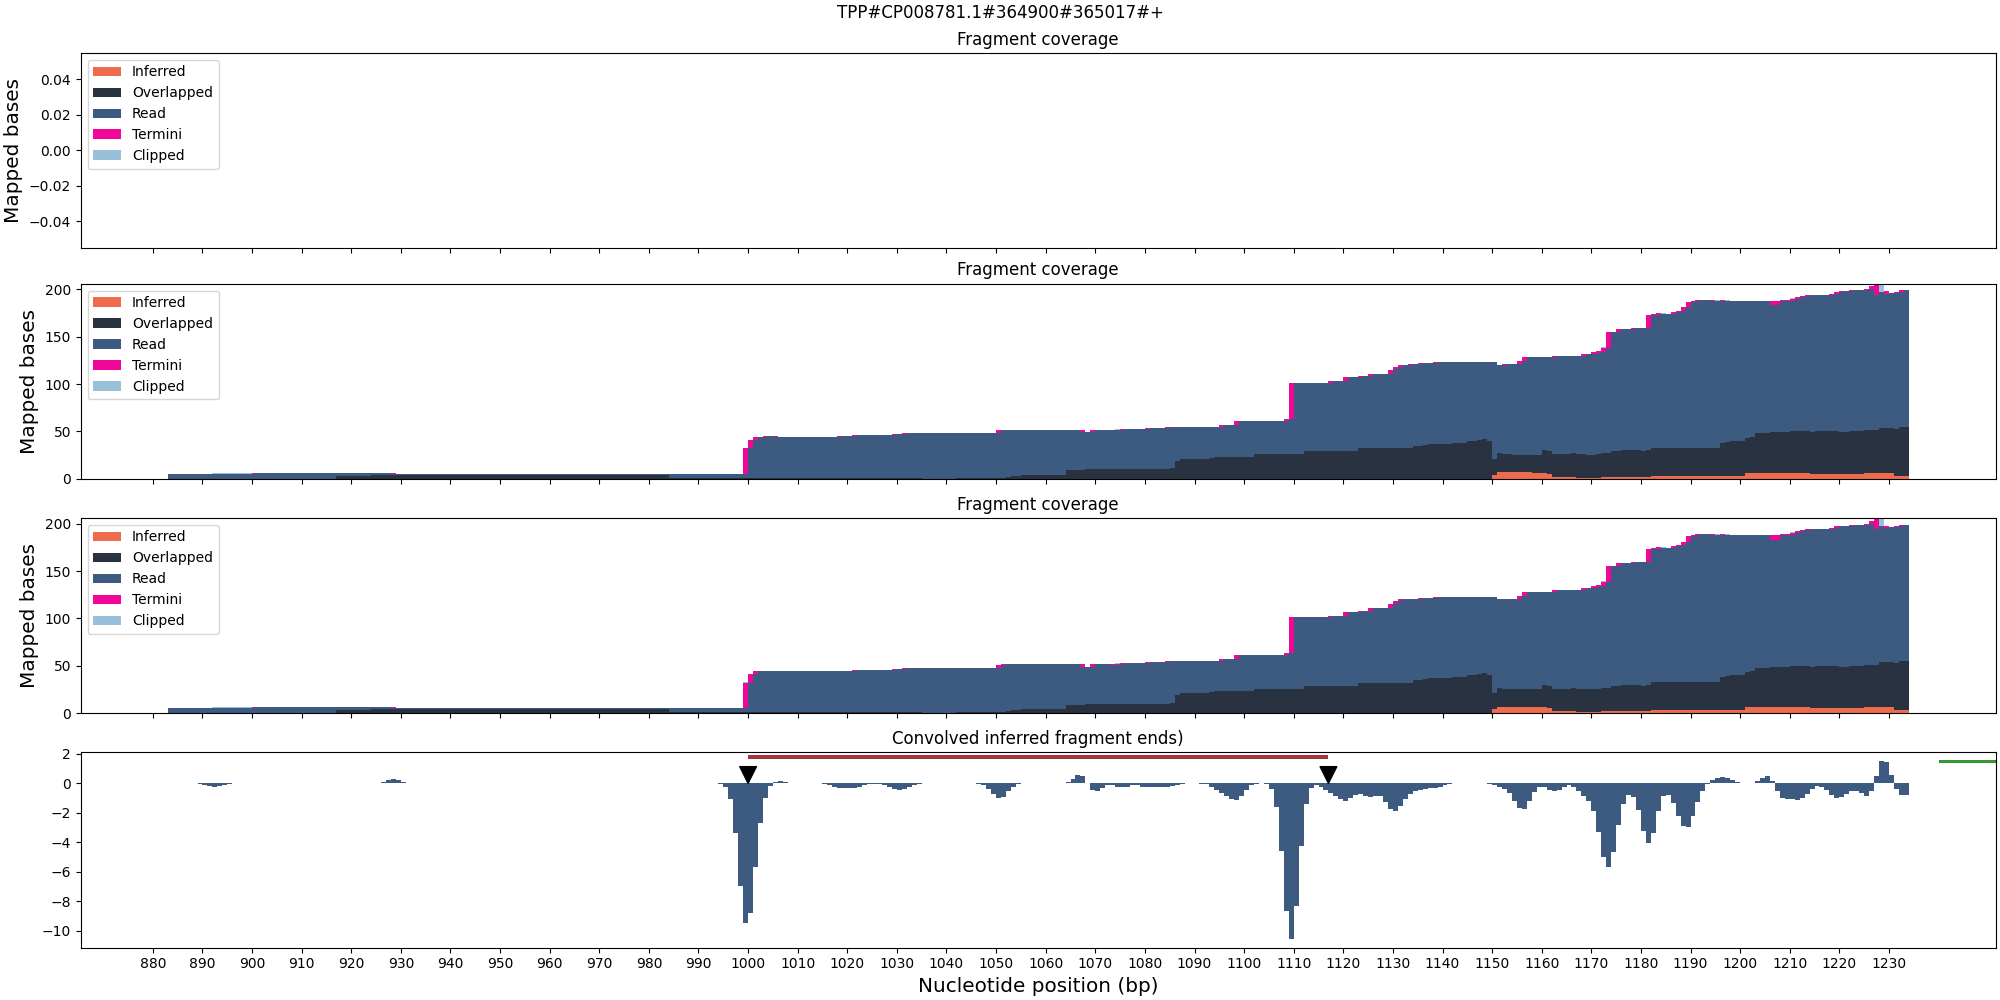 TPP#CP008781.1#364900#365017#+
Fragment coverage
Mapped bases
0.04
0.02
0.00
−0.02
−0.04
Inferred
Overlapped
Read
Termini
Clipped
Fragment coverage
Mapped bases
200
150
100
50
0
Inferred
Overlapped
Read
Termini
Clipped
Fragment coverage
Mapped bases
200
150
100
50
0
Inferred
Overlapped
Read
Termini
Clipped
Convolved inferred fragment ends)
2
0
−2
−4
−6
−8
−10
880 890 900 910 920 930 940 950 960 970 980 990 1000 1010 1020 1030 1040 1050 1060 1070 1080 1090 1100 1110 1120 1130 1140 1150 1160 1170 1180 1190 1200 1210 1220 1230
Nucleotide position (bp)